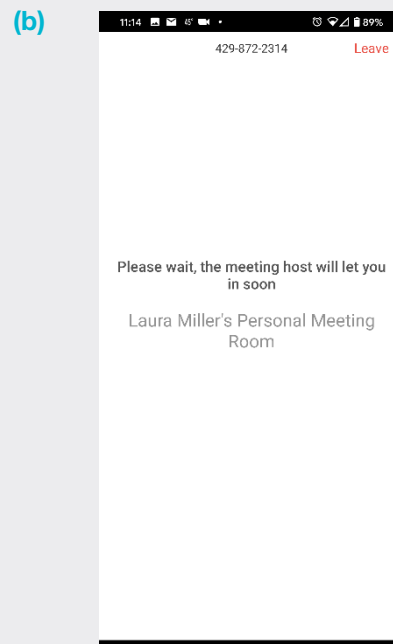 (b)
11:14 45° 89%
429-872-2314 Leave
Please wait, the meeting host will let you
in soon
Laura Miller's Personal Meeting
Room